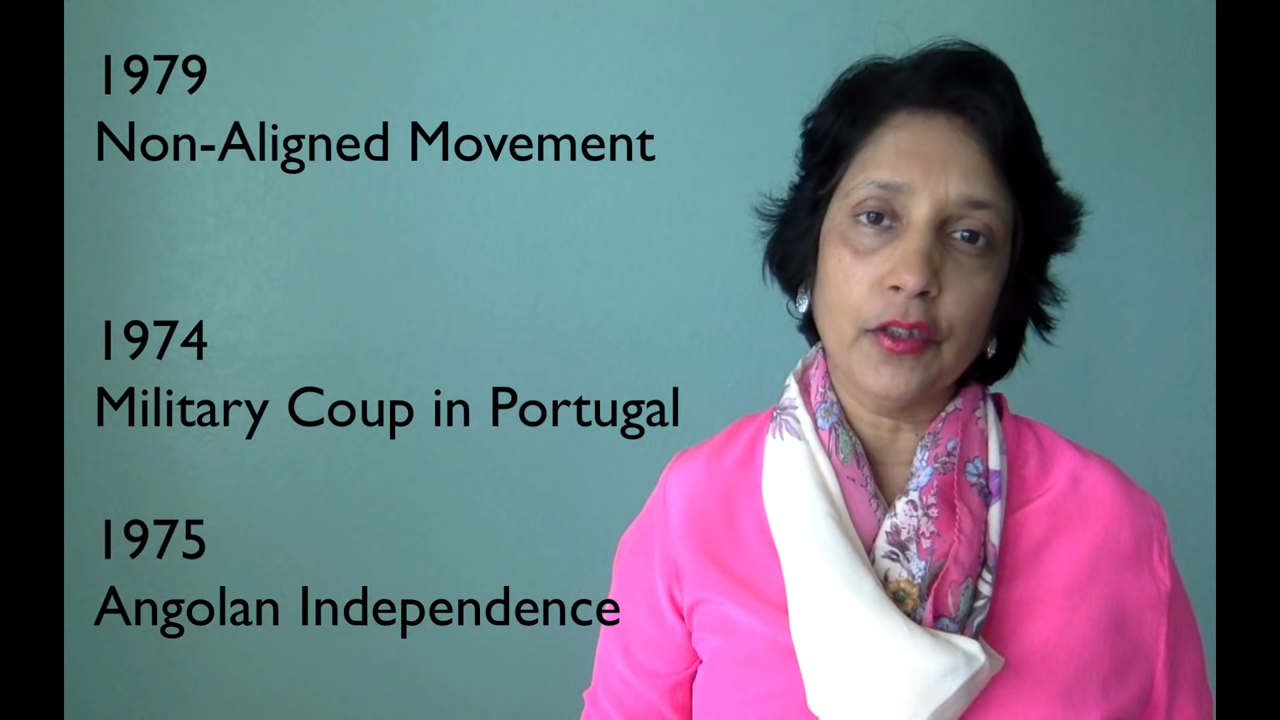 1979
Non-Aligned Movement
1974
Military Coup in Portugal
1975
Angolan Independence